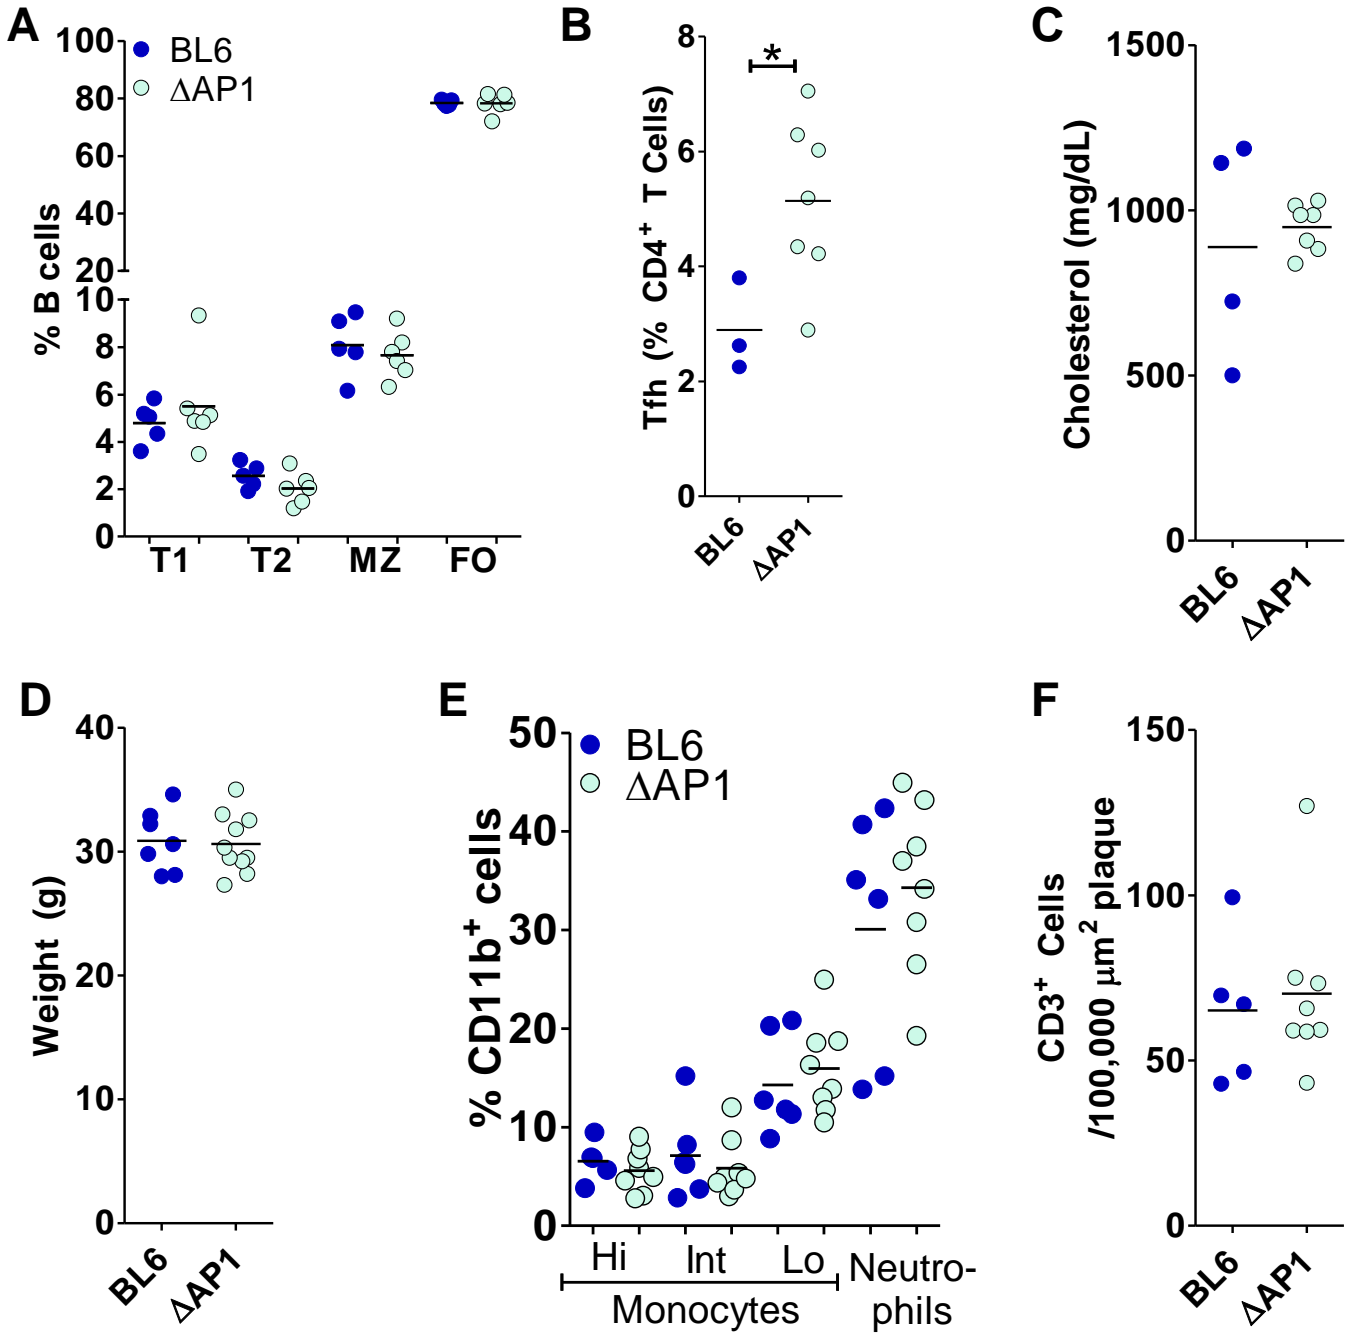 A
% B cells
100
80
60
40
20
10
8
6
4
2
0
BL6
ΔAP1
T1 T2 MZ FO
B
Tfh (% CD4+ T Cells)
8
6
4
2
0
*
BL6 ΔAP1
C
Cholesterol (mg/dL)
1500
1000
500
0
BL6 ΔAP1
D
Weight (g)
40
30
20
10
0
BL6 ΔAP1
E
% CD11b+ cells
50
40
30
20
10
0
BL6
ΔAP1
Hi Int Lo Neutro-
Monocytes phils
F
CD3+ Cells
/100,000 μm2 plaque
150
100
50
0
BL6 ΔAP1